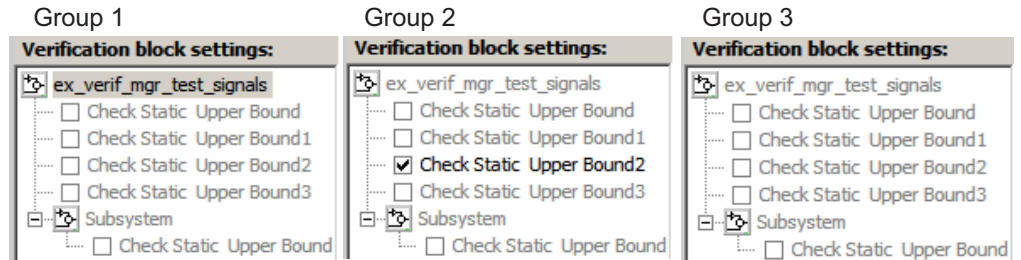 Group 1
Verification block settings:
ex_verif_mgr_test_signals
Check Static Upper Bound
Check Static Upper Bound1
Check Static Upper Bound2
Check Static Upper Bound3
Subsystem
Check Static Upper Bound
Group 2
Verification block settings:
ex_verif_mgr_test_signals
Check Static Upper Bound
Check Static Upper Bound1
Check Static Upper Bound2
Check Static Upper Bound3
Subsystem
Check Static Upper Bound
Group 3
Verification block settings:
ex_verif_mgr_test_signals
Check Static Upper Bound
Check Static Upper Bound1
Check Static Upper Bound2
Check Static Upper Bound3
Subsystem
Check Static Upper Bound